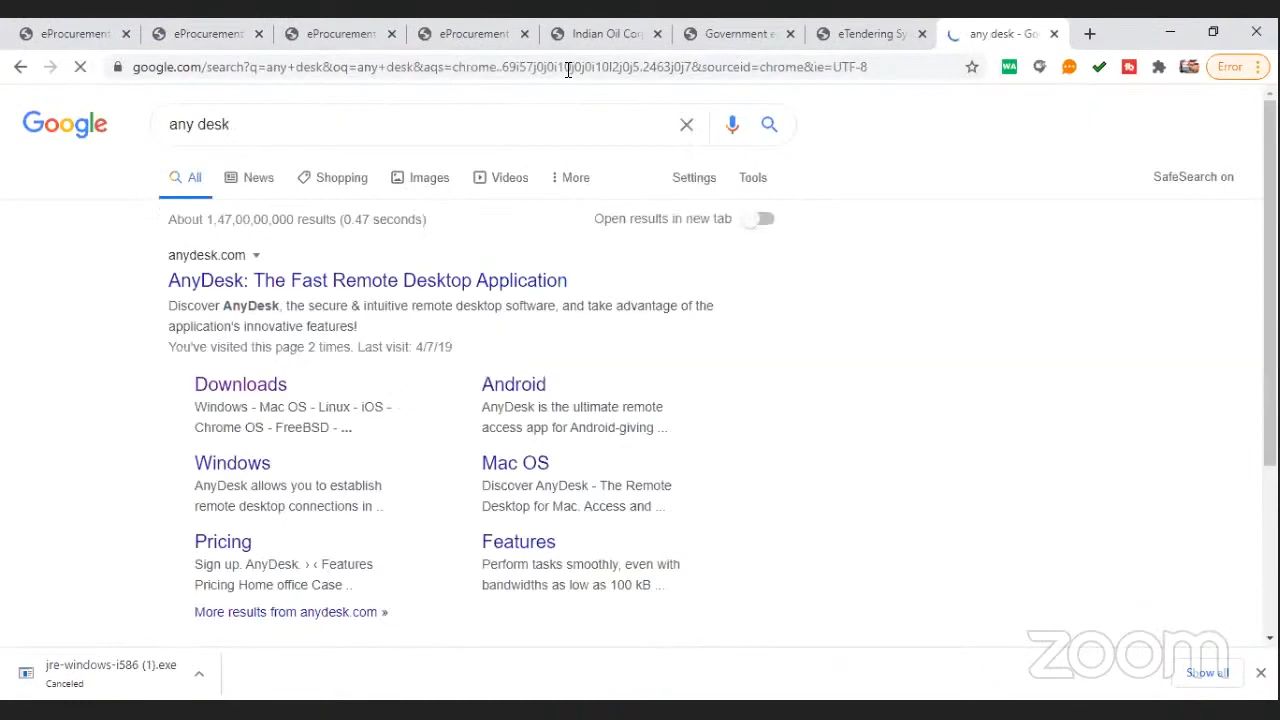 eProcurement
eProcurement
eProcurement
eProcurement
Indian Oil Cor
Government e
eTendering Sy
any desk - Go
google.com/search?q=any+desk&oq=any+desk&aqs=chrome..69i57j0j0i10j0j0i10l2j0j5.2463j0j7&sourceid=chrome&ie=UTF-8
WA
Error
Google
any desk
All
News
Shopping
Images
Videos
More
Settings
Tools
SafeSearch on
About 1,47,00,00,000 results (0.47 seconds)
Open results in new tab
anydesk.com
AnyDesk: The Fast Remote Desktop Application
Discover AnyDesk, the secure & intuitive remote desktop software, and take advantage of the
application's innovative features!
You've visited this page 2 times. Last visit: 4/7/19
Downloads
Windows - Mac OS - Linux - iOS -
Chrome OS - FreeBSD - ...
Android
AnyDesk is the ultimate remote
access app for Android-giving ...
Windows
AnyDesk allows you to establish
remote desktop connections in ..
Mac OS
Discover AnyDesk - The Remote
Desktop for Mac. Access and ...
Pricing
Sign up. AnyDesk. › ‹ Features
Pricing Home office Case ..
Features
Perform tasks smoothly, even with
bandwidths as low as 100 kB ...
More results from anydesk.com »
jre-windows-i586 (1).exe
Canceled
zoom
Show all